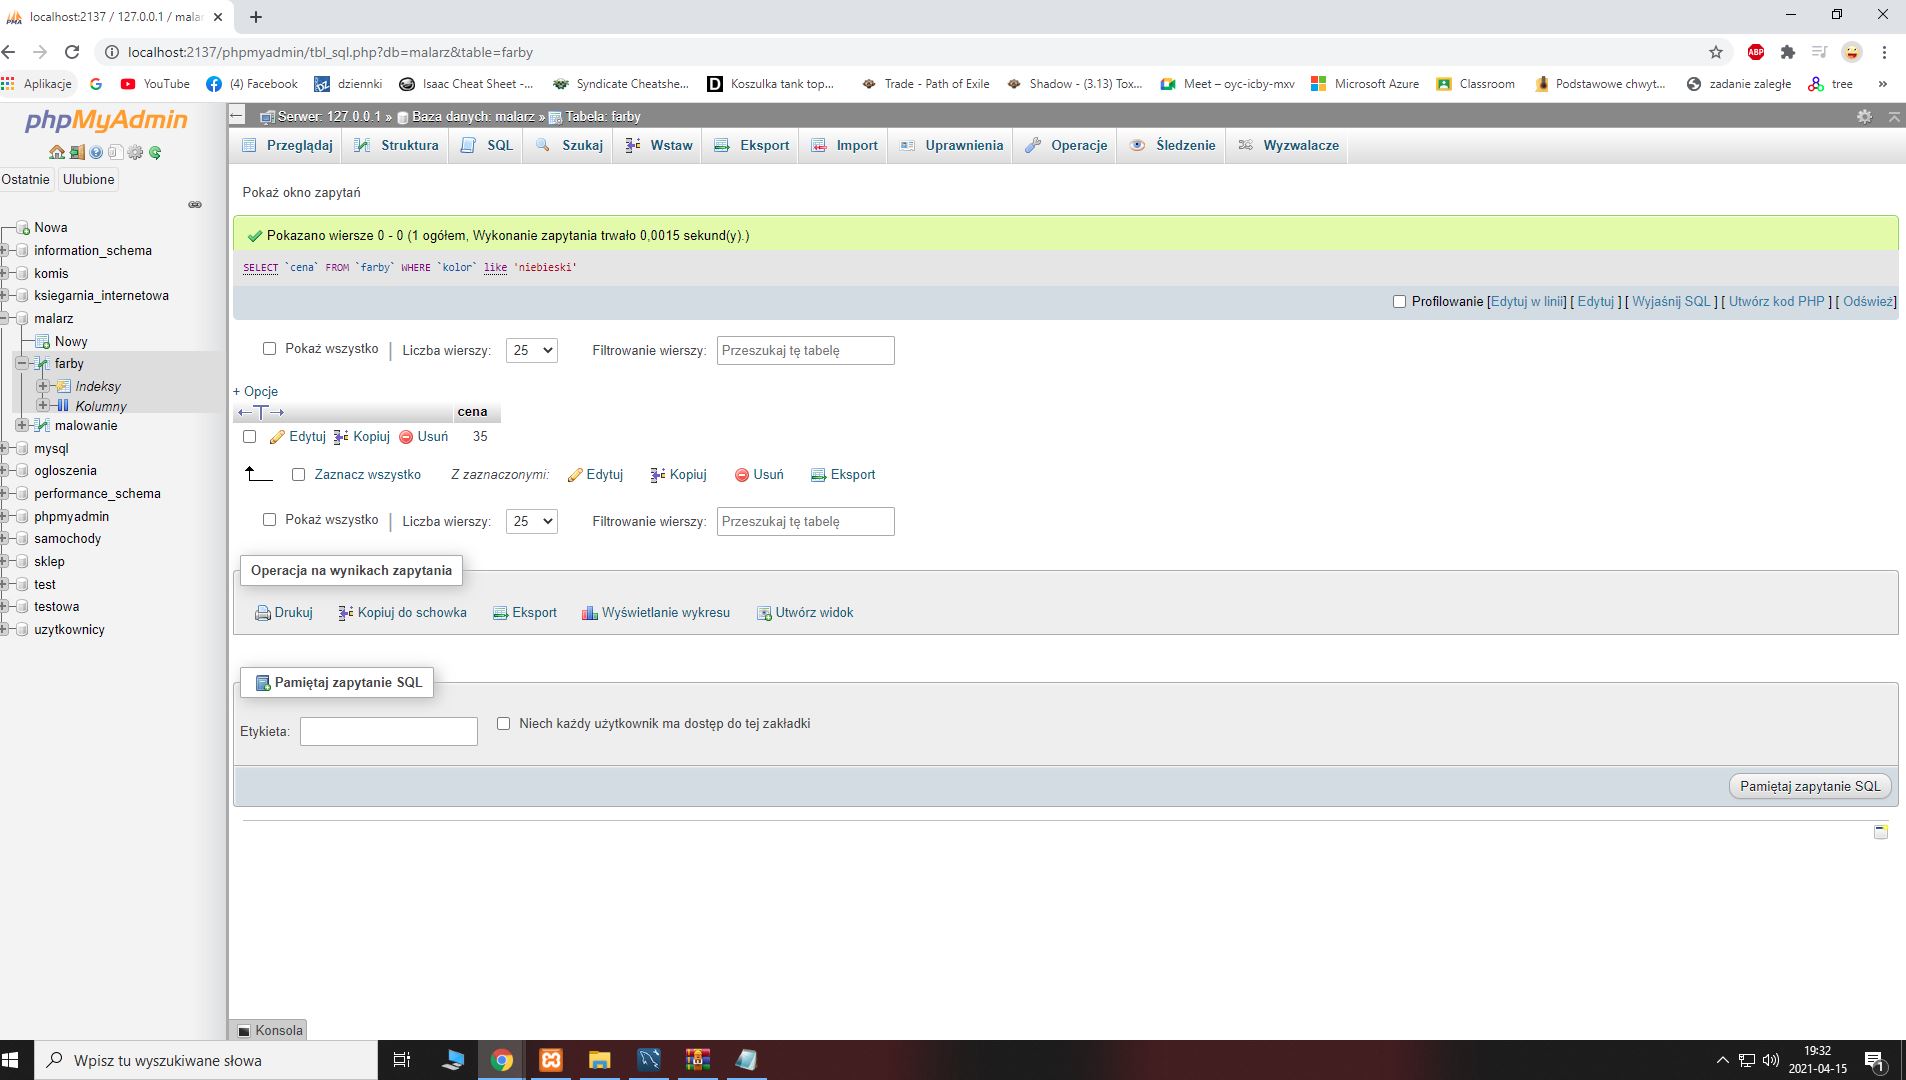 localhost:2137 / 127.0.0.1 / malar
localhost:2137/phpmyadmin/tbl_sql.php?db=malarz&table=farby
ABP
Aplikacje
YouTube
(4) Facebook
dziennki
Isaac Cheat Sheet -...
Syndicate Cheatshe...
Koszulka tank top...
Trade - Path of Exile
Shadow - (3.13) Tox...
Meet – oyc-icby-mxv
Microsoft Azure
Classroom
Podstawowe chwyt...
zadanie zaległe
tree
»
phpMyAdmin
Ostatnie Ulubione
Nowa
information_schema
komis
ksiegarnia_internetowa
malarz
Nowy
farby
Indeksy
Kolumny
malowanie
mysql
ogloszenia
performance_schema
phpmyadmin
samochody
sklep
test
testowa
uzytkownicy
Serwer: 127.0.0.1 » Baza danych: malarz » Tabela: farby
Przeglądaj Struktura SQL Szukaj Wstaw Eksport Import Uprawnienia Operacje Śledzenie Wyzwalacze
Pokaż okno zapytań
Pokazano wiersze 0 - 0 (1 ogółem, Wykonanie zapytania trwało 0,0015 sekund(y).)
SELECT `cena` FROM `farby` WHERE `kolor` like 'niebieski'
Profilowanie [Edytuj w linii] [ Edytuj ] [ Wyjaśnij SQL ] [ Utwórz kod PHP ] [ Odśwież]
Pokaż wszystko | Liczba wierszy: 25 Filtrowanie wierszy: Przeszukaj tę tabelę
+ Opcje
←T→ cena
Edytuj Kopiuj Usuń 35
Zaznacz wszystko Z zaznaczonymi: Edytuj Kopiuj Usuń Eksport
Pokaż wszystko | Liczba wierszy: 25 Filtrowanie wierszy: Przeszukaj tę tabelę
Operacja na wynikach zapytania
Drukuj Kopiuj do schowka Eksport Wyświetlanie wykresu Utwórz widok
Pamiętaj zapytanie SQL
Etykieta: Niech każdy użytkownik ma dostęp do tej zakładki
Pamiętaj zapytanie SQL
Konsola
Wpisz tu wyszukiwane słowa
19:32
2021-04-15
1